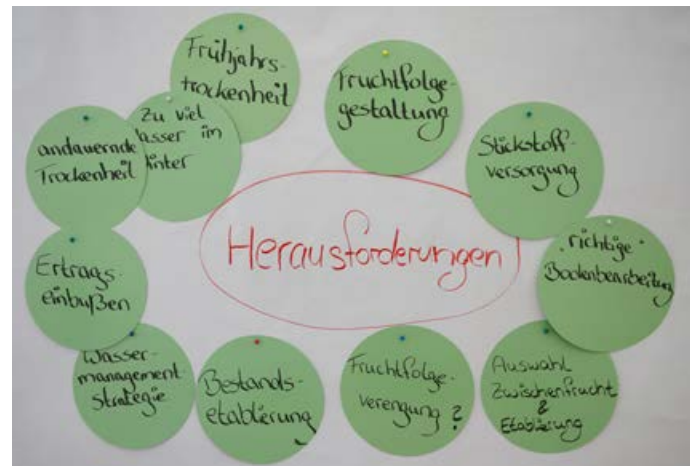 Frühjahrs-
trockenheit
Fruchtfolge-
gestaltung
Zu viel
Wasser im
Winter
andauernde
Trockenheit
Stickstoff-
versorgung
Herausforderungen
"richtige"
Bodenbearbeitung
Ertrags-
einbußen
Wasser-
management-
strategie
Bestands-
etablierung
Fruchtfolge-
verengung?
Auswahl
Zwischenfrucht
&
Etablierung